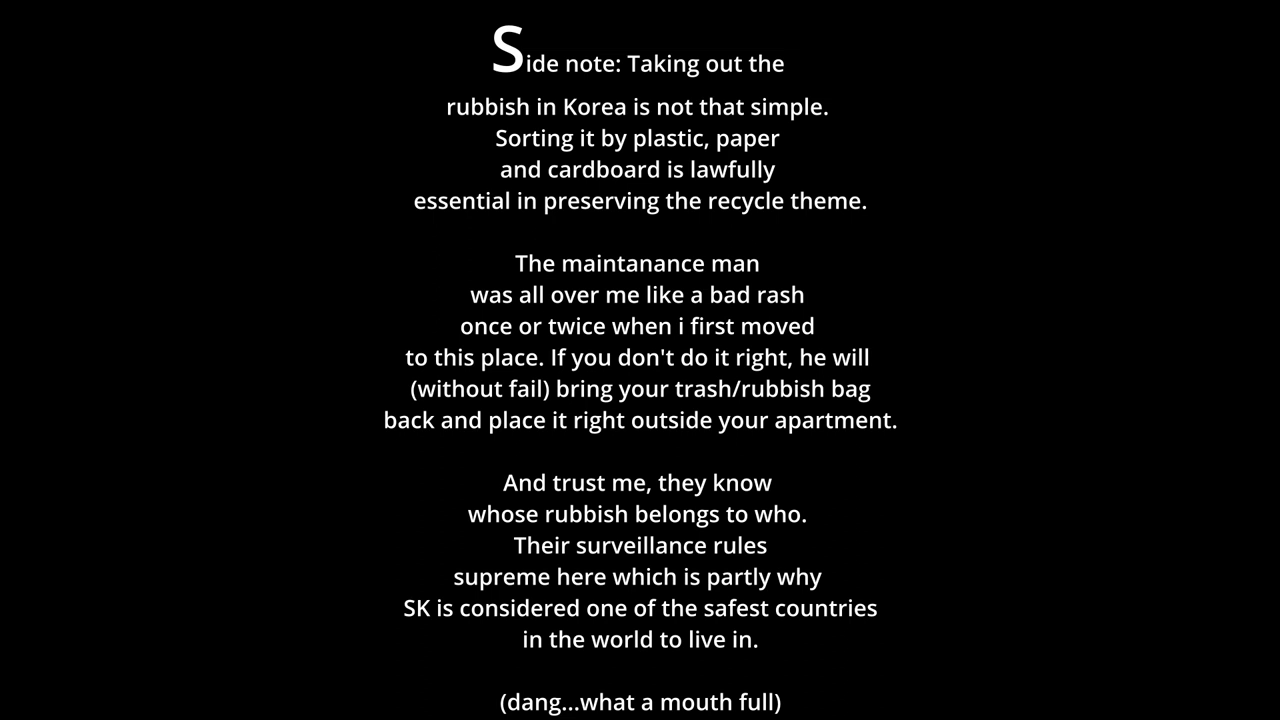 Side note: Taking out the
rubbish in Korea is not that simple.
Sorting it by plastic, paper
and cardboard is lawfully
essential in preserving the recycle theme.
The maintanance man
was all over me like a bad rash
once or twice when i first moved
to this place. If you don't do it right, he will
(without fail) bring your trash/rubbish bag
back and place it right outside your apartment.
And trust me, they know
whose rubbish belongs to who.
Their surveillance rules
supreme here which is partly why
SK is considered one of the safest countries
in the world to live in.
(dang...what a mouth full)